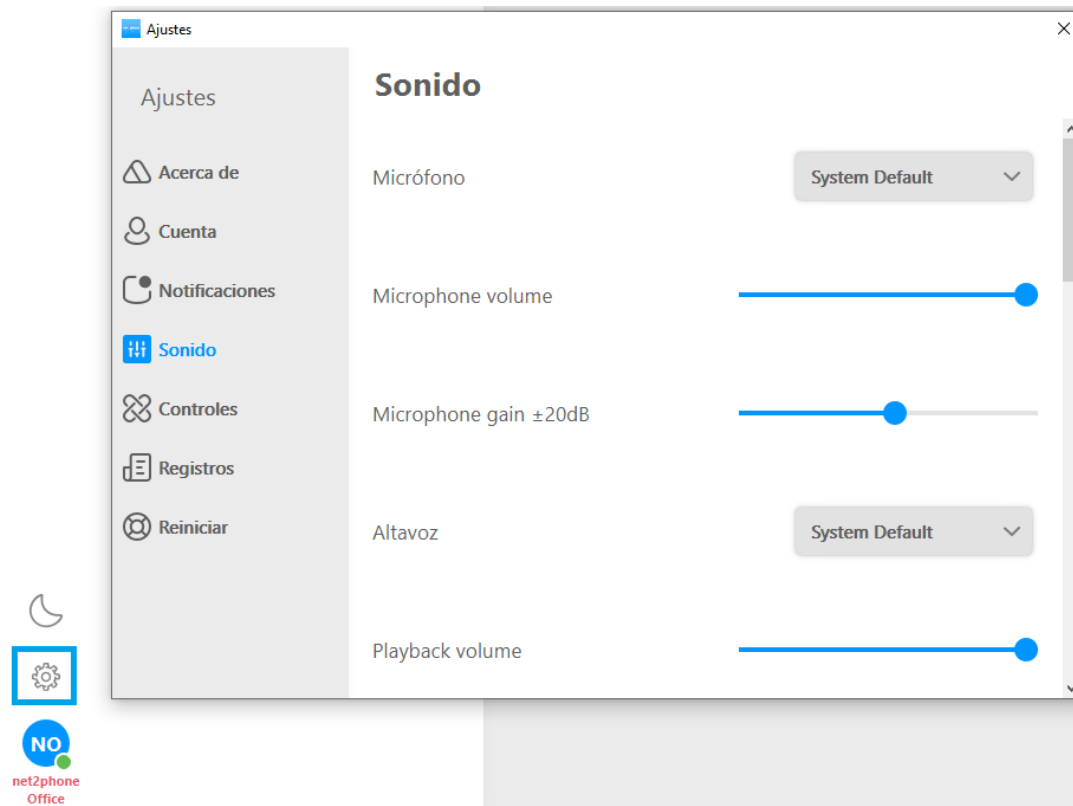 Ajustes
Ajustes
Acerca de
Cuenta
Notificaciones
Sonido
Controles
Registros
Reiniciar
Sonido
Micrófono
System Default
Microphone volume
Microphone gain ±20dB
Altavoz
System Default
Playback volume
NO
net2phone
Office